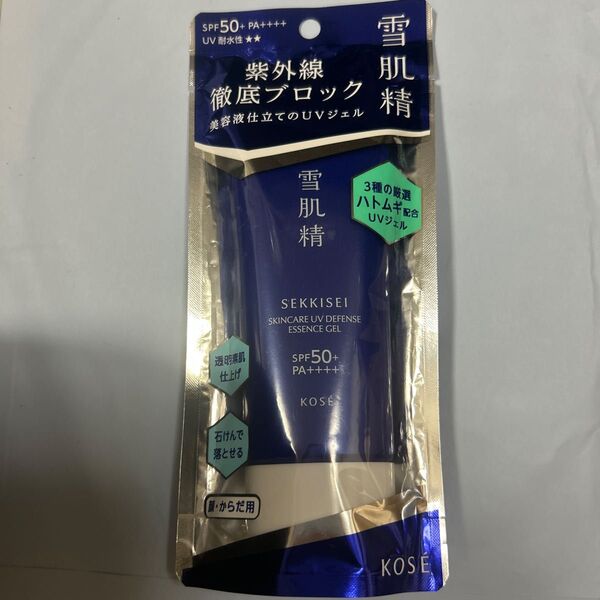 SPF50+ PA++++
UV 耐水性★★
雪肌精
紫外線
徹底ブロック
美容液仕立てのUVジェル
3種の厳選
ハトムギ配合
UVジェル
雪肌精
SEKKISEI
SKINCARE UV DEFENSE
ESSENCE GEL
SPF50+
PA++++
KOSÉ
透明素肌
仕上げ
石けんで
落とせる
顔・からだ用
KOSÉ